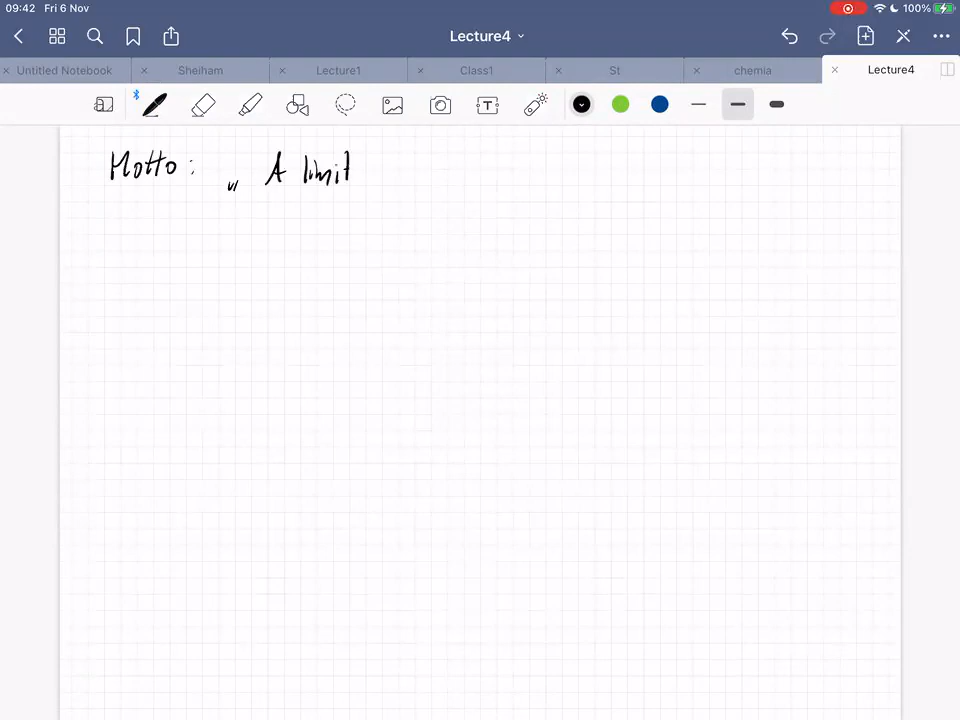 09:42 Fri 6 Nov 100%
Lecture4
Untitled Notebook Sheiham Lecture1 Class1 St chemia Lecture4
T
Motto: „ A limit